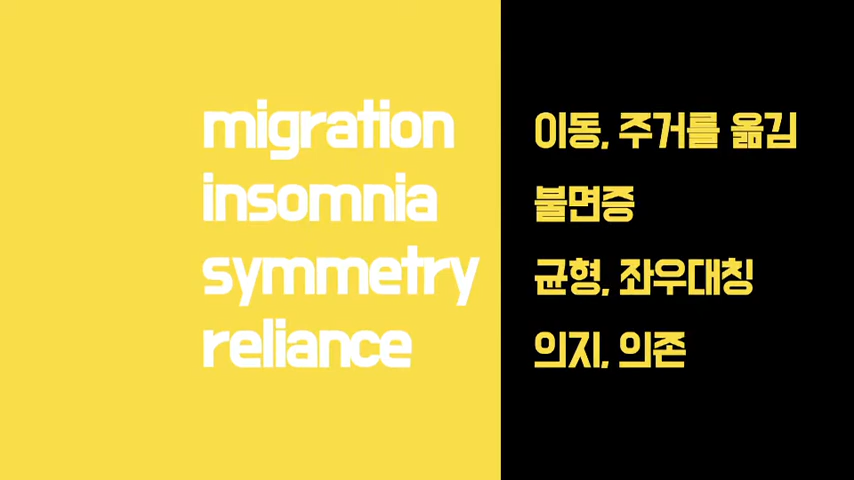 migration 이동, 주거를 옮김
insomnia 불면증
symmetry 균형, 좌우대칭
reliance 의지, 의존